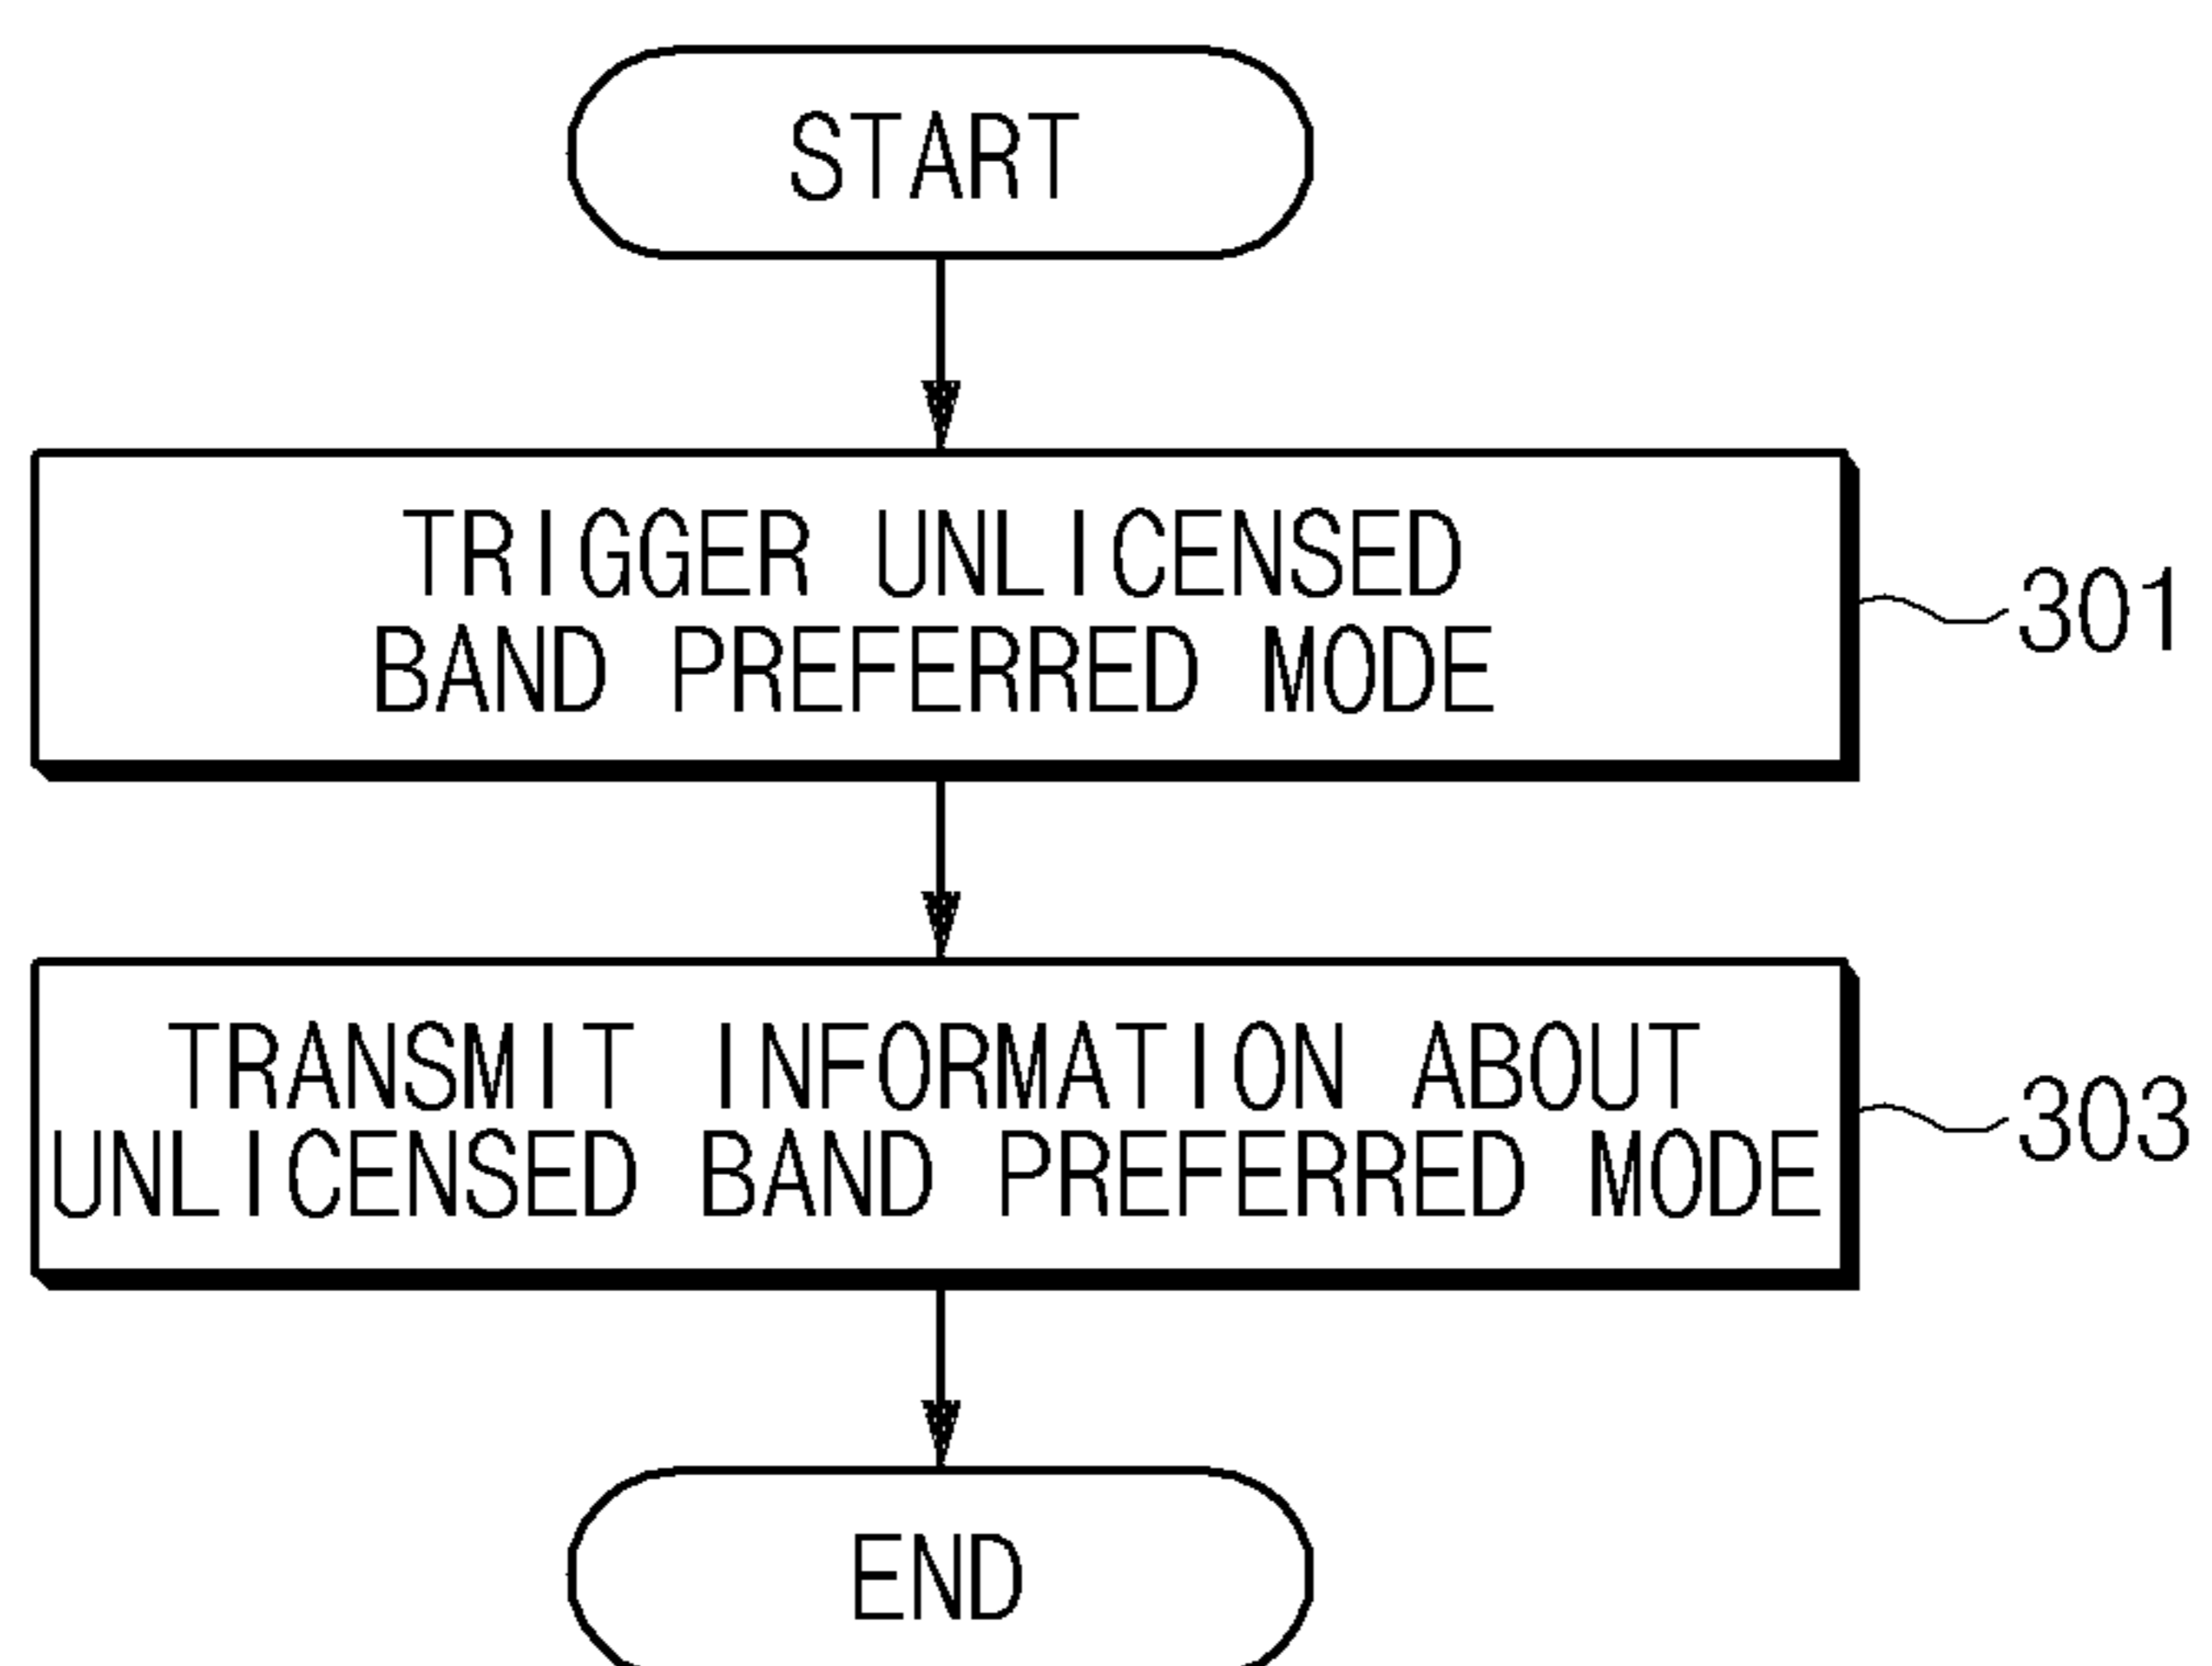 START
TRIGGER UNLICENSED
BAND PREFERRED MODE
301
TRANSMIT INFORMATION ABOUT
UNLICENSED BAND PREFERRED MODE
303
END